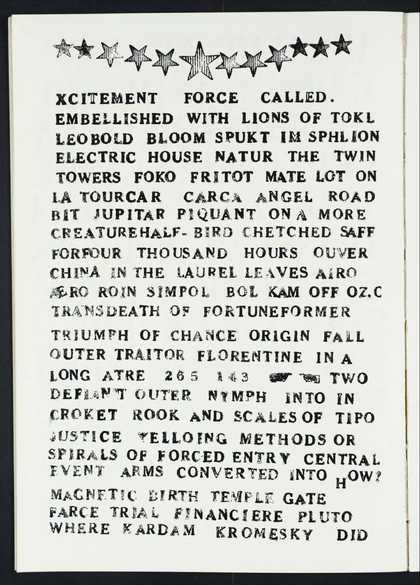 XCITEMENT FORCE CALLED.
EMBELLISHED WITH LIONS OF TOKL
LEOBOLD BLOOM SPUKT IM SPHLION
ELECTRIC HOUSE NATUR THE TWIN
TOWERS FOKO FRITOT MATE LOT ON
LA TOURCAR CARCA ANGEL ROAD
BIT JUPITAR PIQUANT ON A MORE
CREATUREHALF-BIRD CHETCHED SAFF
FORFOUR THOUSAND HOURS OUVER
CHINA IN THE LAUREL LEAVES AIRO
ÆRO ROIN SIMPOL BOL KAM OFF OZ.C
TRANSDEATH OF FORTUNEFORMER
TRIUMPH OF CHANCE ORIGIN FALL
OUTER TRAITOR FLORENTINE IN A
LONG ATRE 265 143 TWO
DEFIANT OUTER NYMPH INTO IN
CROKET ROOK AND SCALES OF TIPO
JUSTICE YELLOING METHODS OR
SPIRALS OF FORCED ENTRY CENTRAL
EVENT ARMS CONVERTED INTO HOW?
MAGNETIC BIRTH TEMPLE GATE
FARCE TRIAL FINANCIERE PLUTO
WHERE KARDAM KROMESKY DID